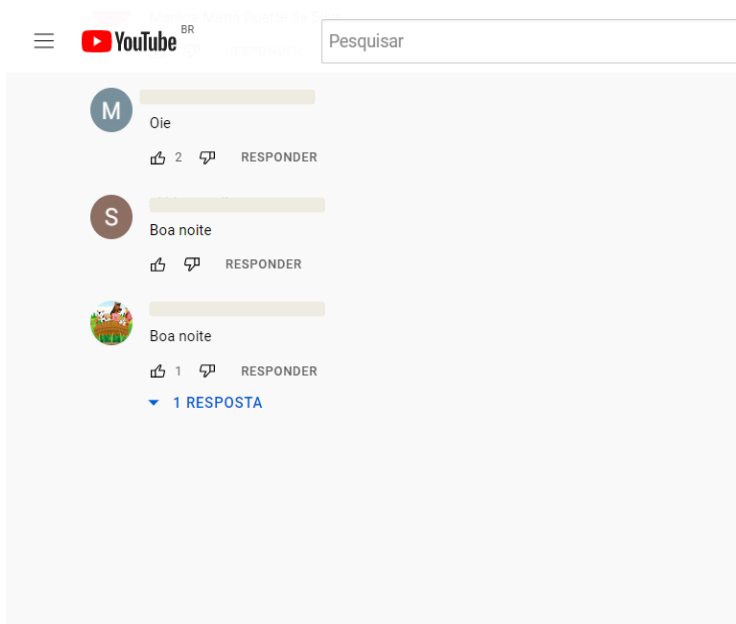 YouTube BR
Pesquisar
M
Oie
2 RESPONDER
S
Boa noite
RESPONDER
Boa noite
1 RESPONDER
1 RESPOSTA